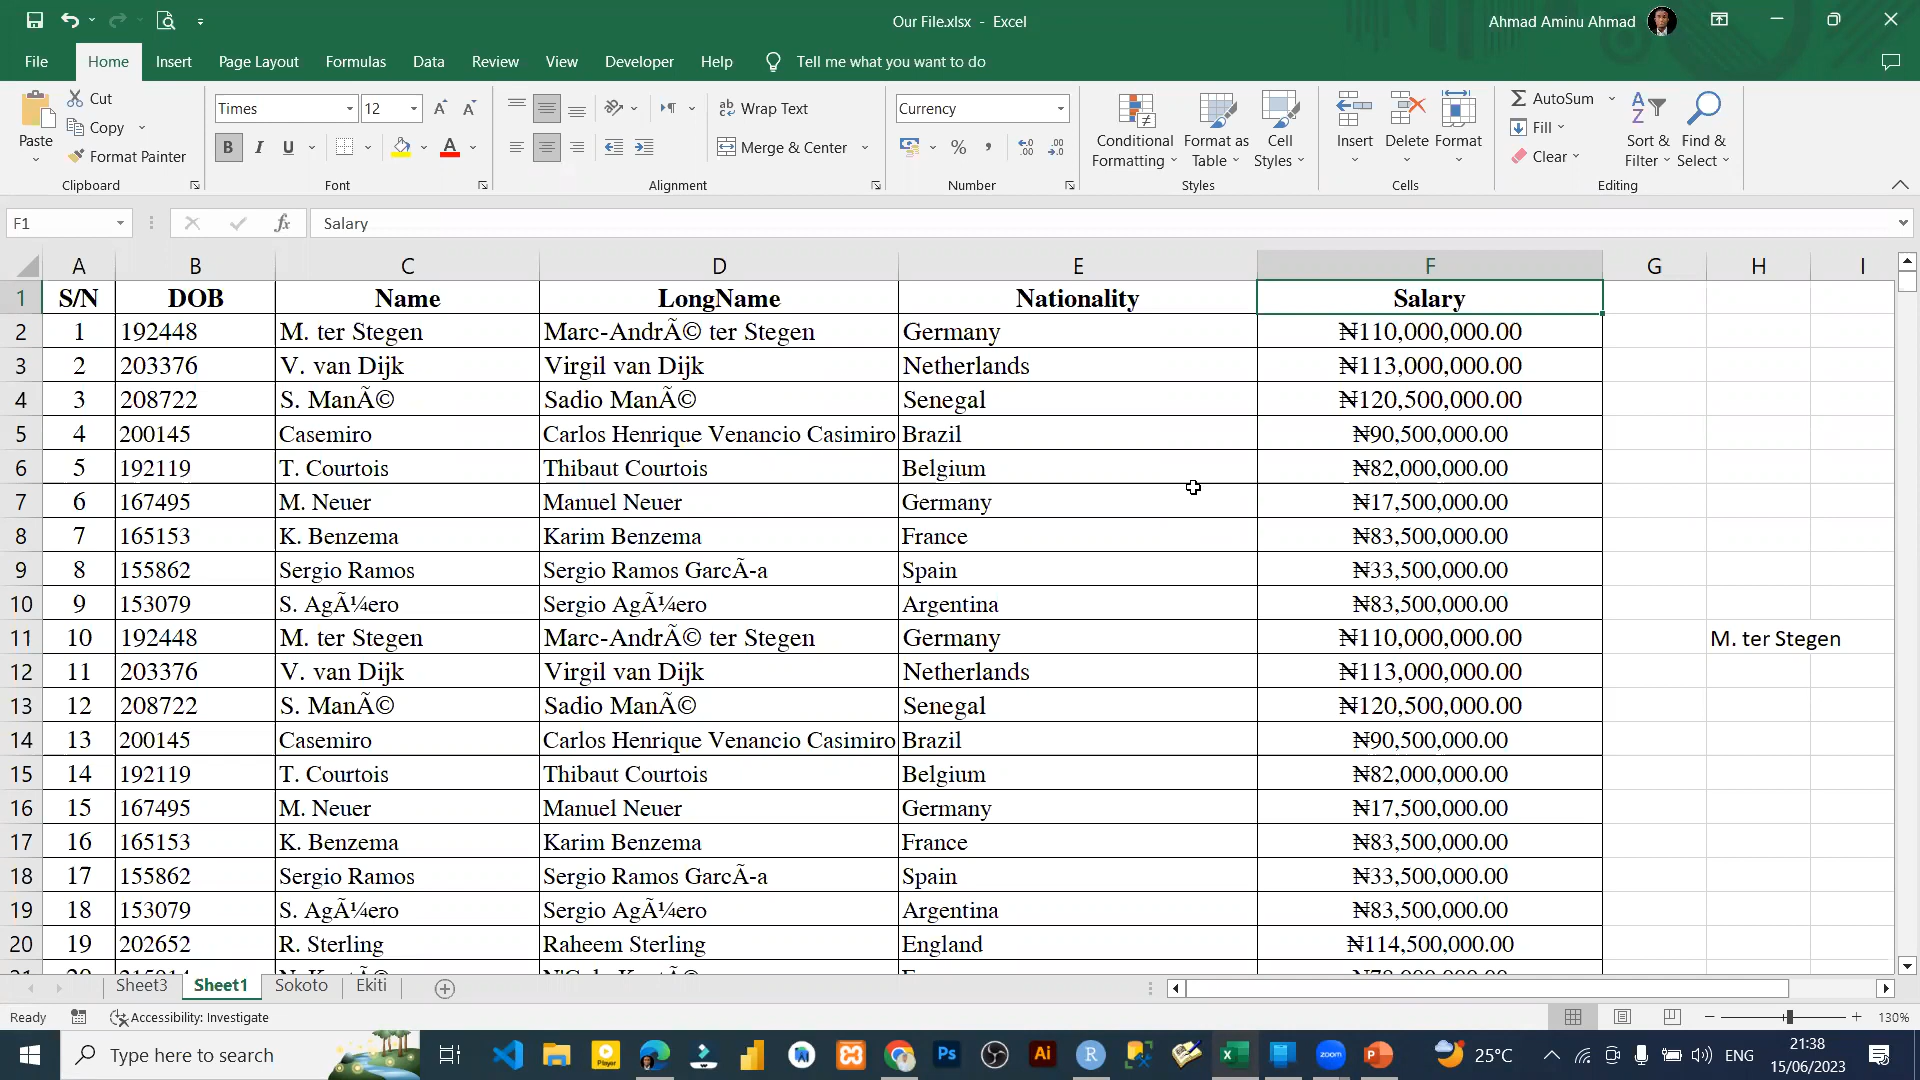 Our File.xlsx - Excel
Ahmad Aminu Ahmad
File Home Insert Page Layout Formulas Data Review View Developer Help Tell me what you want to do
Paste
Cut
Copy
Format Painter
Clipboard
Times 12
B I U
Font
Wrap Text
Merge & Center
Alignment
Currency
Number
Conditional Formatting
Format as Table
Cell Styles
Styles
Insert
Delete
Format
Cells
AutoSum
Fill
Clear
Sort & Filter
Find & Select
Editing
F1 fx Salary
A B C D E F G H I
1 S/N DOB Name LongName Nationality Salary
2 1 192448 M. ter Stegen Marc-AndrÃ© ter Stegen Germany ₦110,000,000.00
3 2 203376 V. van Dijk Virgil van Dijk Netherlands ₦113,000,000.00
4 3 208722 S. ManÃ© Sadio ManÃ© Senegal ₦120,500,000.00
5 4 200145 Casemiro Carlos Henrique Venancio Casimiro Brazil ₦90,500,000.00
6 5 192119 T. Courtois Thibaut Courtois Belgium ₦82,000,000.00
7 6 167495 M. Neuer Manuel Neuer Germany ₦17,500,000.00
8 7 165153 K. Benzema Karim Benzema France ₦83,500,000.00
9 8 155862 Sergio Ramos Sergio Ramos GarcÃ-a Spain ₦33,500,000.00
10 9 153079 S. AgÃ¼ero Sergio AgÃ¼ero Argentina ₦83,500,000.00
11 10 192448 M. ter Stegen Marc-AndrÃ© ter Stegen Germany ₦110,000,000.00 M. ter Stegen
12 11 203376 V. van Dijk Virgil van Dijk Netherlands ₦113,000,000.00
13 12 208722 S. ManÃ© Sadio ManÃ© Senegal ₦120,500,000.00
14 13 200145 Casemiro Carlos Henrique Venancio Casimiro Brazil ₦90,500,000.00
15 14 192119 T. Courtois Thibaut Courtois Belgium ₦82,000,000.00
16 15 167495 M. Neuer Manuel Neuer Germany ₦17,500,000.00
17 16 165153 K. Benzema Karim Benzema France ₦83,500,000.00
18 17 155862 Sergio Ramos Sergio Ramos GarcÃ-a Spain ₦33,500,000.00
19 18 153079 S. AgÃ¼ero Sergio AgÃ¼ero Argentina ₦83,500,000.00
20 19 202652 R. Sterling Raheem Sterling England ₦114,500,000.00
Sheet3 Sheet1 Sokoto Ekiti
Ready Accessibility: Investigate 130%
Type here to search
zoom
Ps Ai R
25°C ENG
21:38
15/06/2023